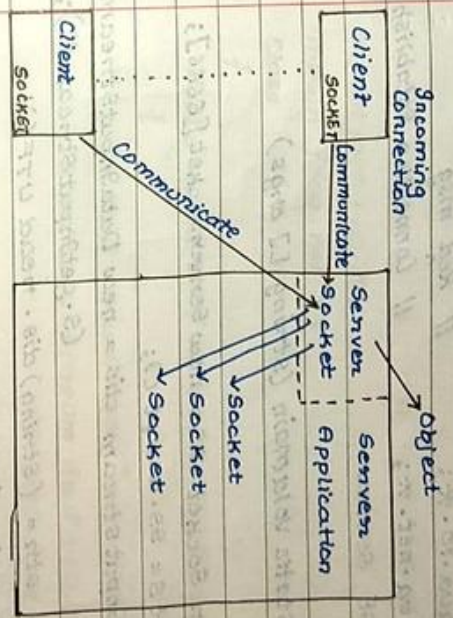 Incoming
Connection
Client
SOCKET
Communicate
Server
Socket
Object
Server
Application
Client
SOCKET
Communicate
Socket
Socket
Socket